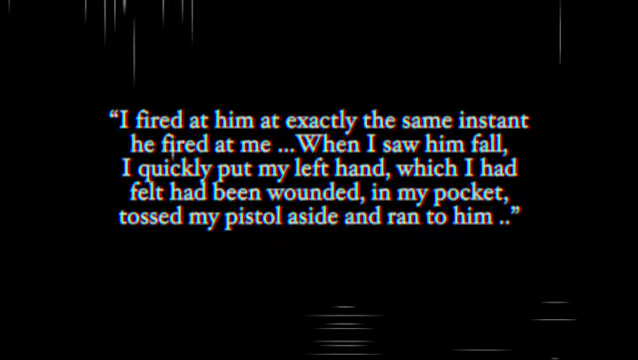 “I fired at him at exactly the same instant
he fired at me ...When I saw him fall,
I quickly put my left hand, which I had
felt had been wounded, in my pocket,
tossed my pistol aside and ran to him ..”